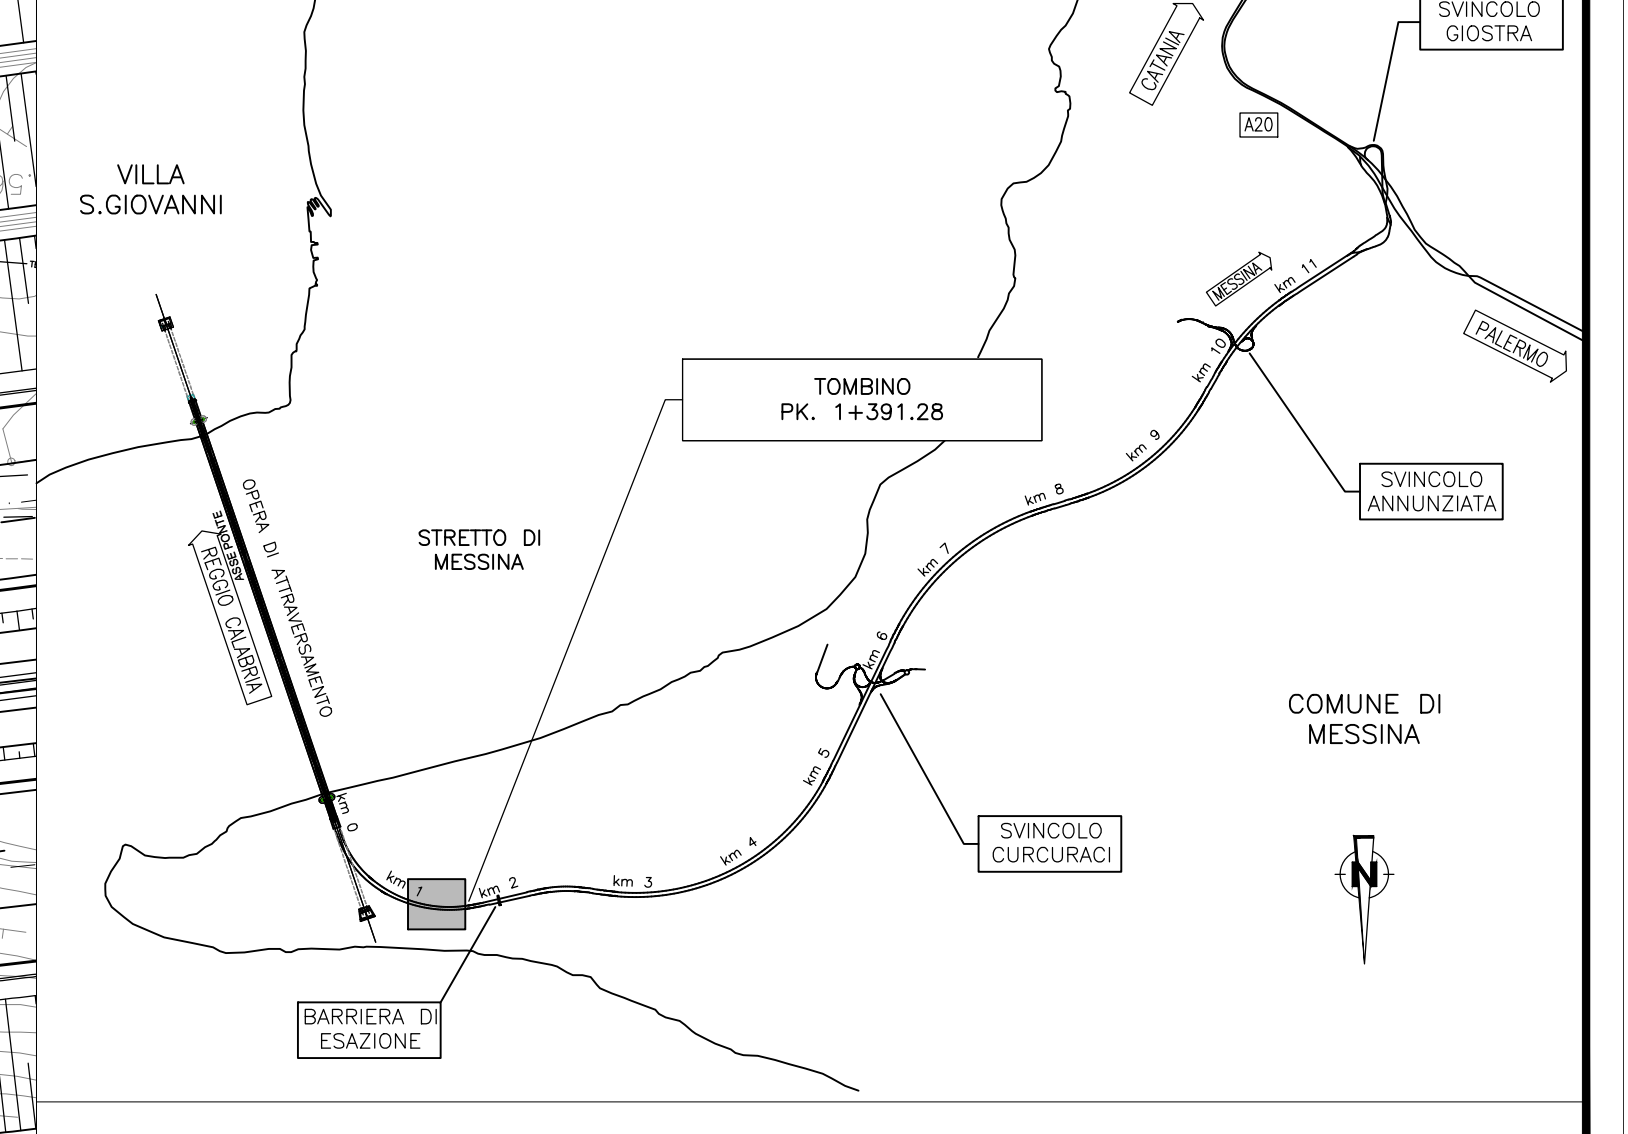 SVINCOLO
GIOSTRA
CATANIA
A20
VILLA
S.GIOVANNI
MESSINA
km 11
PALERMO
km 10
TOMBINO
PK. 1+391.28
km 9
SVINCOLO
ANNUNZIATA
km 8
OPERA DI ATTRAVERSAMENTO
ASSE PONTE
REGGIO CALABRIA
STRETTO DI
MESSINA
km 7
km 6
COMUNE DI
MESSINA
km 5
km 0
SVINCOLO
CURCURACI
km 4
km 3
km 2
km 1
N
BARRIERA DI
ESAZIONE